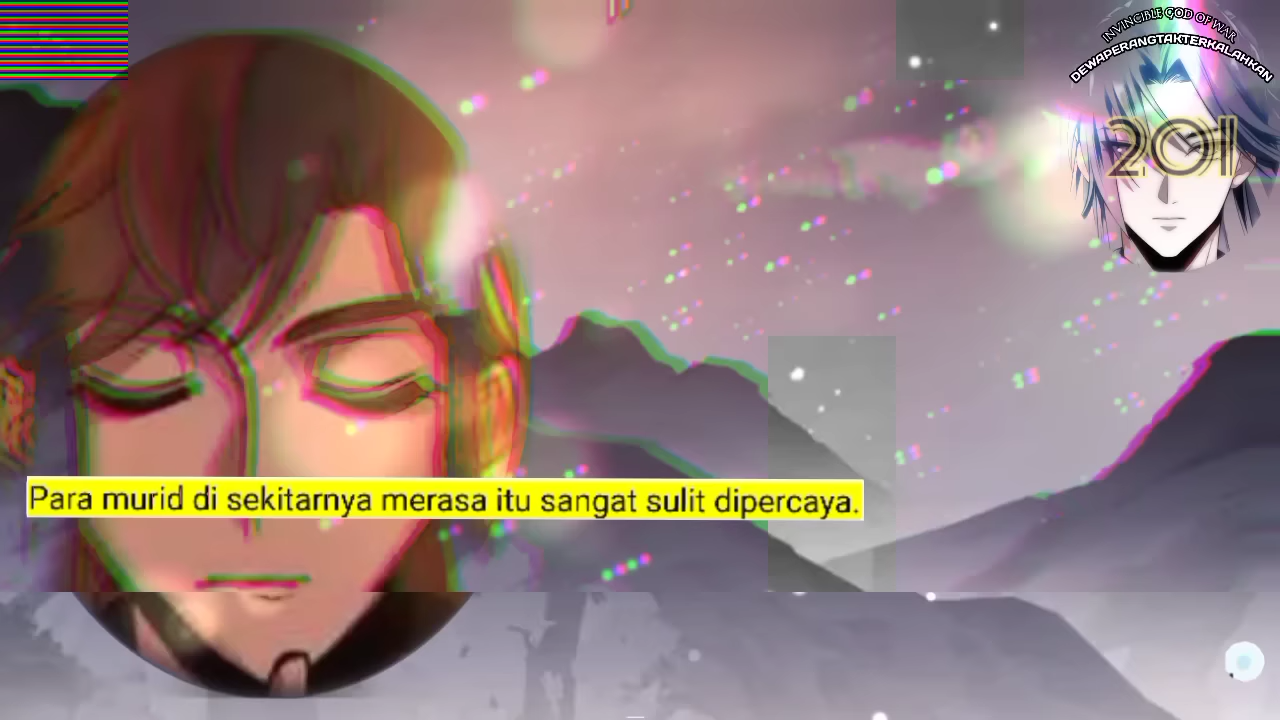 INVINCIBLE GOD OF WAR
DEWAPERANGTAKTERKALAHKAN
201
Para murid di sekitarnya merasa itu sangat sulit dipercaya.